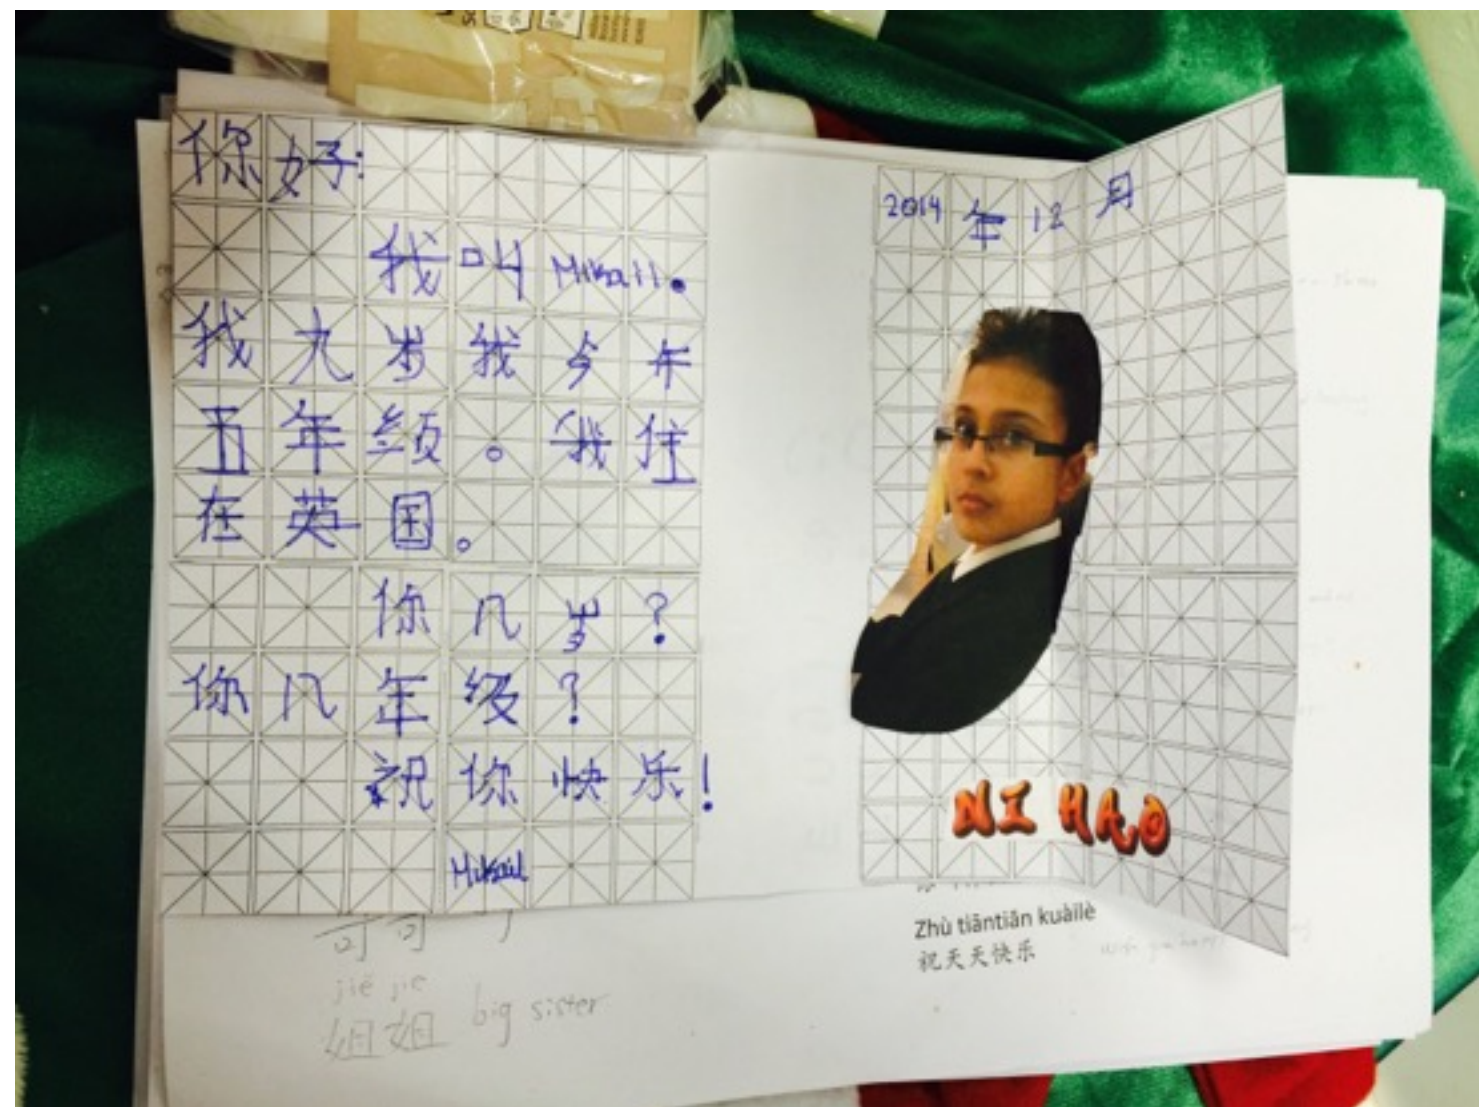 你好:
我叫 Mikail.
我九岁我今年
五年级。我住
在英国。
你几岁?
你几年级?
祝你快乐!
Mikail
2014 年 12 月
NI HAO
Zhù tiāntiān kuàilè
祝天天快乐
jiě jie
姐姐 big sister